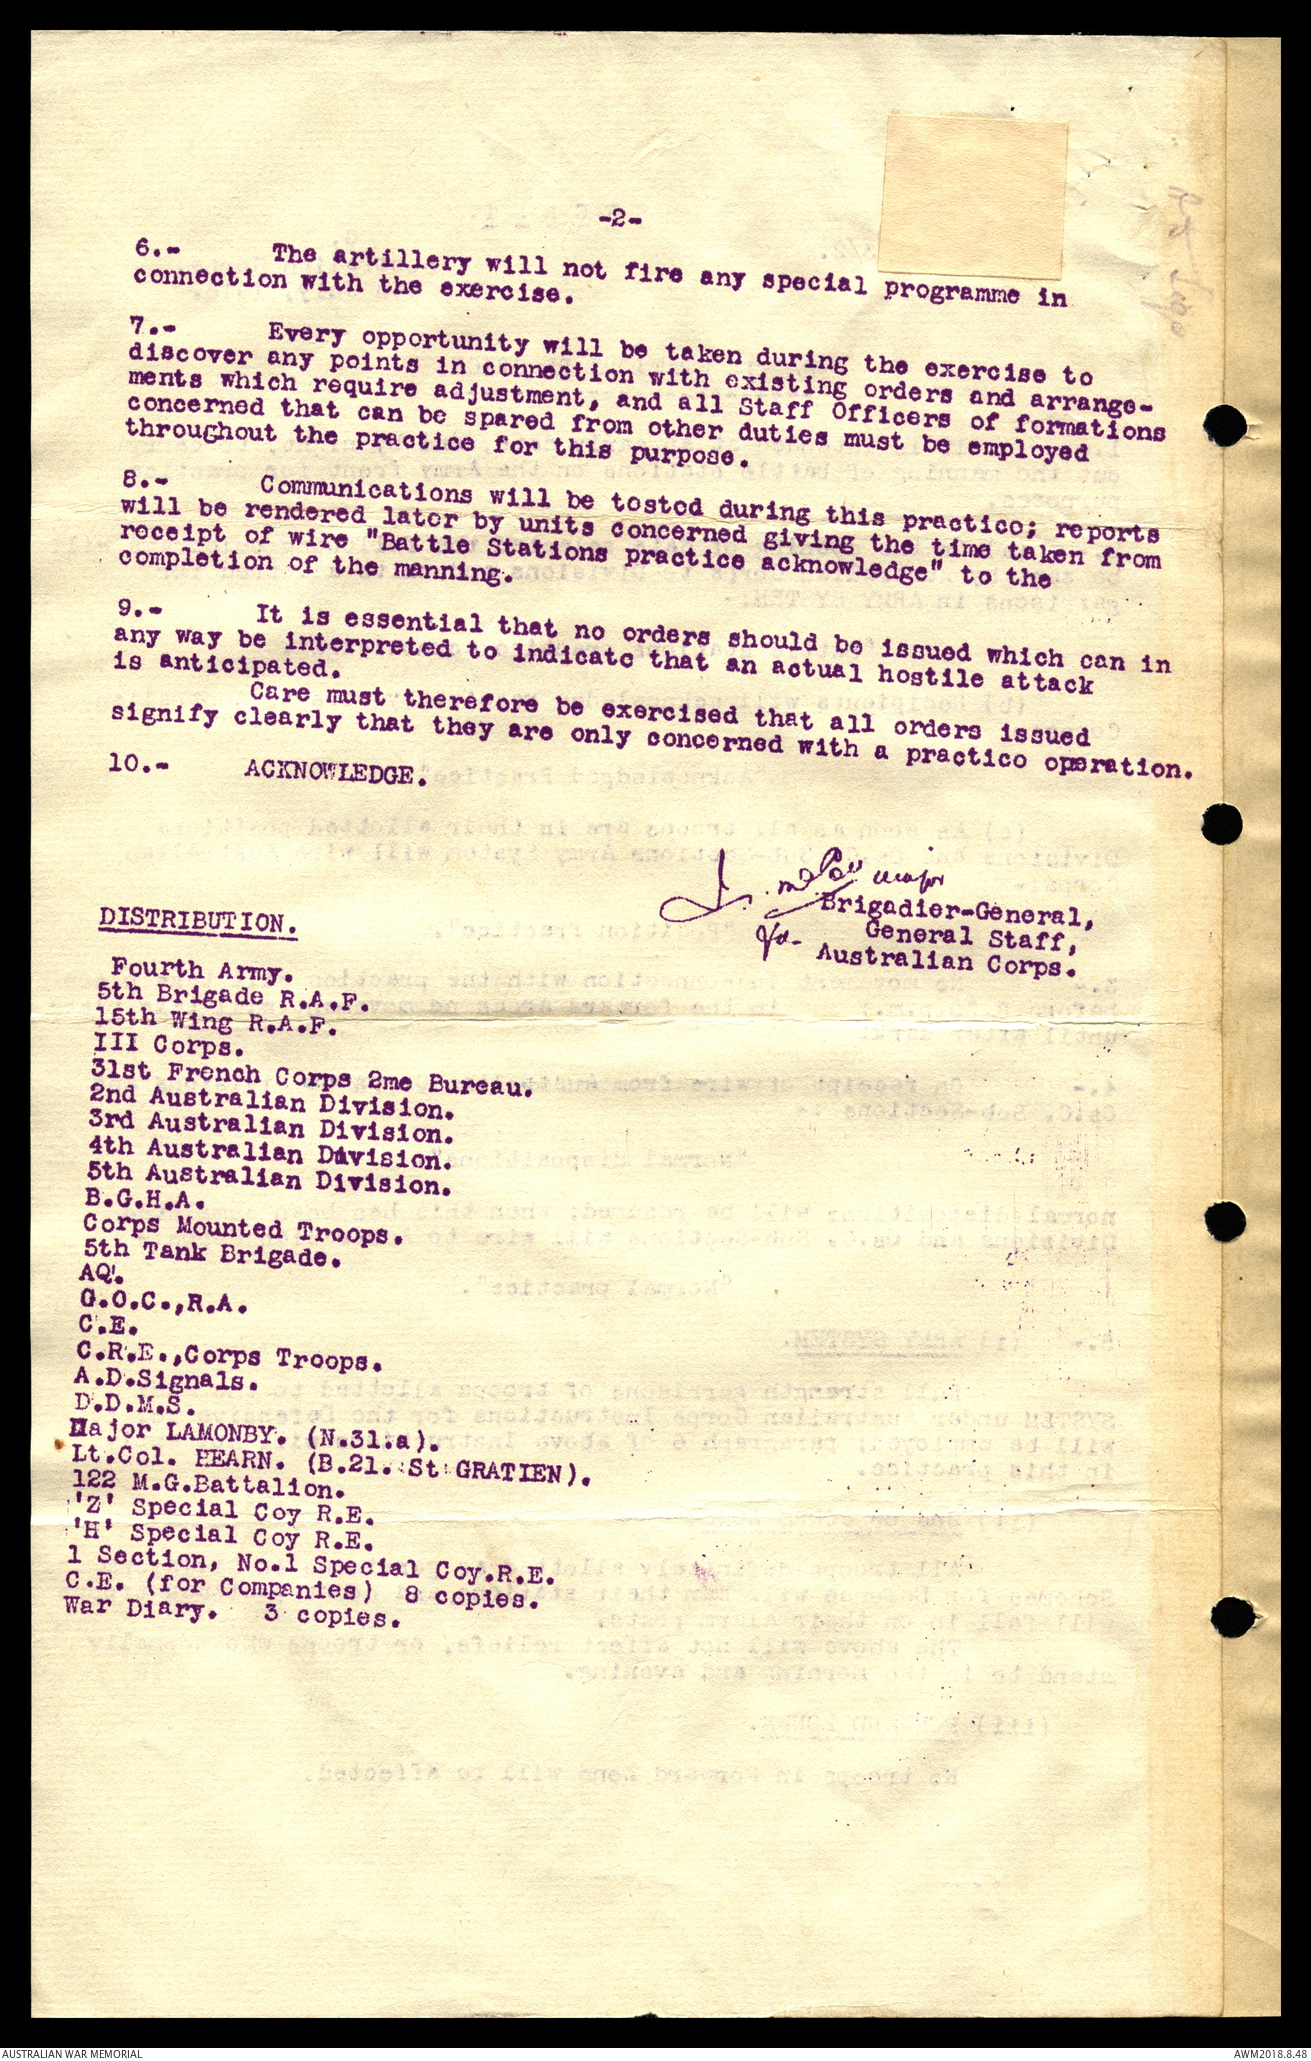 -2-
6.- The artillery will not fire any special programme in
connection with the exercise.
7.- Every opportunity will be taken during the exercise to
discover any points in connection with existing orders and arrange-
ments which require adjustment, and all Staff Officers of formations
concerned that can be spared from other duties must be employed
throughout the practice for this purpose.
8.- Communications will be tested during this practice; reports
will be rendered later by units concerned giving the time taken from
receipt of wire "Battle Stations practice acknowledge" to the
completion of the manning.
9.- It is essential that no orders should be issued which can in
any way be interpreted to indicate that an actual hostile attack
is anticipated.
Care must therefore be exercised that all orders issued
signify clearly that they are only concerned with a practice operation.
10.- ACKNOWLEDGE.
major
Brigadier-General,
General Staff,
Australian Corps.
DISTRIBUTION.
Fourth Army.
5th Brigade R.A.F.
15th Wing R.A.F.
III Corps.
31st French Corps 2me Bureau.
2nd Australian Division.
3rd Australian Division.
4th Australian Division.
5th Australian Division.
B.G.H.A.
Corps Mounted Troops.
5th Tank Brigade.
AQ.
G.O.C.,R.A.
C.E.
C.R.E.,Corps Troops.
A.D.Signals.
D.D.M.S.
Major LAMONBY. (N.31.a).
Lt.Col. HEARN. (B.21. St GRATIEN).
122 M.G.Battalion.
'Z' Special Coy R.E.
'H' Special Coy R.E.
1 Section, No.1 Special Coy.R.E.
C.E. (for Companies) 8 copies.
War Diary. 3 copies.
AUSTRALIAN WAR MEMORIAL
AWM2018.8.48